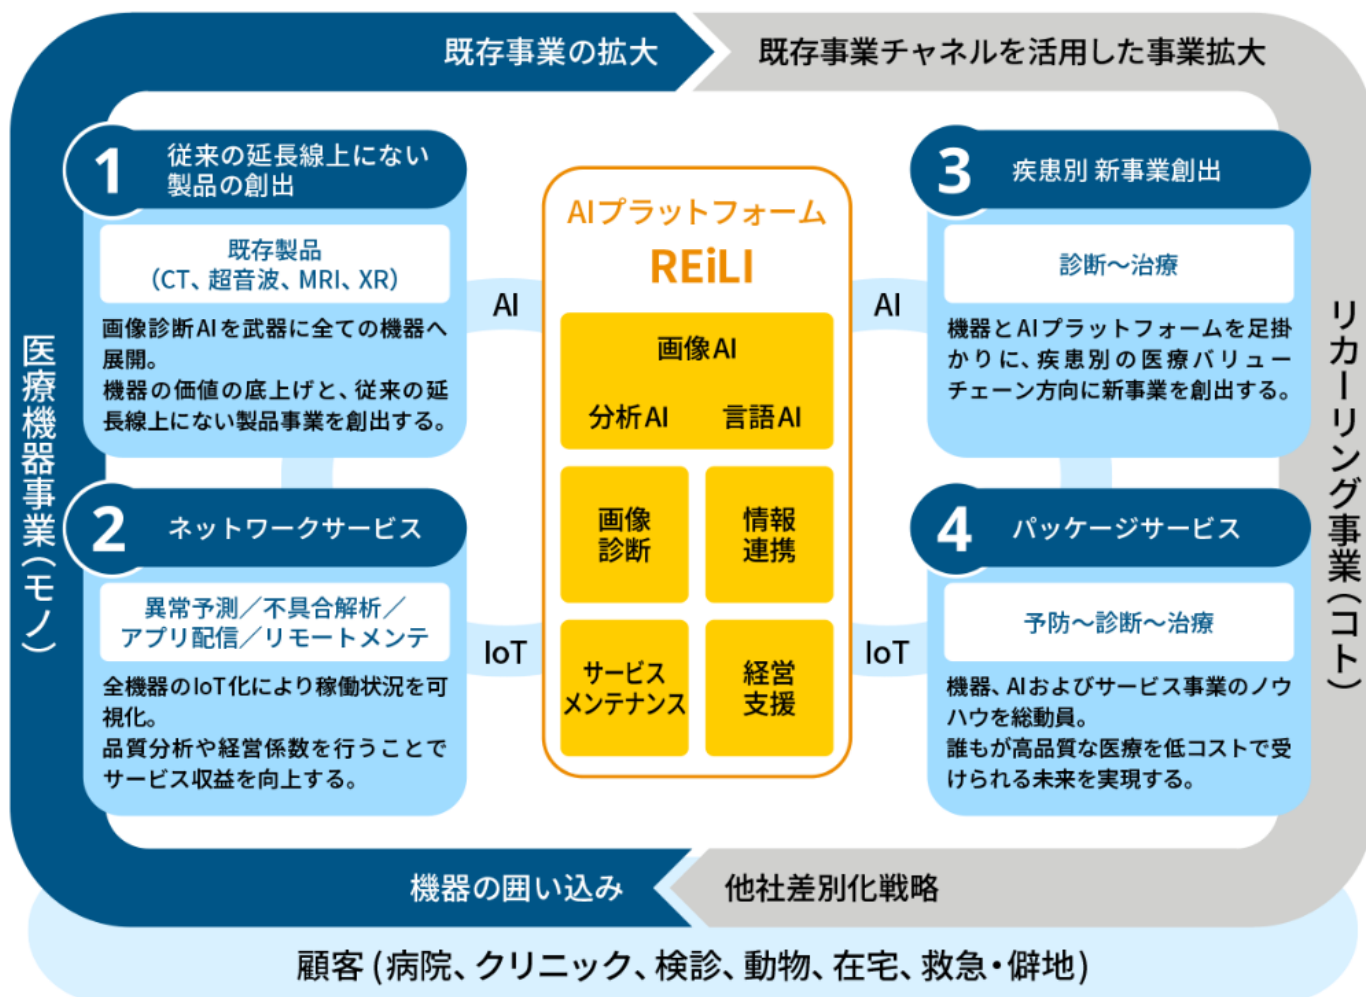 既存事業の拡大
既存事業チャネルを活用した事業拡大
医療機器事業(モノ)
1
従来の延長線上にない
製品の創出
既存製品
(CT、超音波、MRI、XR)
画像診断AIを武器に全ての機器へ
展開。
機器の価値の底上げと、従来の延
長線上にない製品事業を創出する。
2
ネットワークサービス
異常予測／不具合解析／
アプリ配信／リモートメンテ
全機器のIoT化により稼働状況を可
視化。
品質分析や経営係数を行うことで
サービス収益を向上する。
AI
IoT
AIプラットフォーム
REiLI
画像AI
分析AI 言語AI
画像
診断
情報
連携
サービス
メンテナンス
経営
支援
AI
IoT
3
疾患別 新事業創出
診断～治療
機器とAIプラットフォームを足掛
かりに、疾患別の医療バリュー
チェーン方向に新事業を創出する。
4
パッケージサービス
予防～診断～治療
機器、AIおよびサービス事業のノウ
ハウを総動員。
誰もが高品質な医療を低コストで受
けられる未来を実現する。
リカーリング事業(コト)
機器の囲い込み
他社差別化戦略
顧客(病院、クリニック、検診、動物、在宅、救急・僻地)